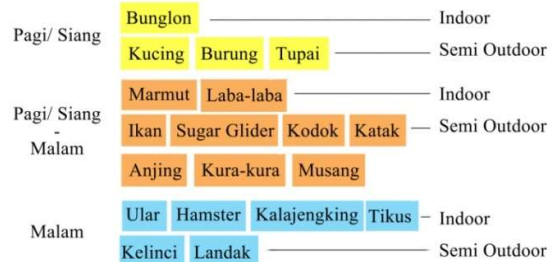 Pagi/ Siang
Bunglon Indoor
Kucing Burung Tupai Semi Outdoor
Pagi/ Siang
-
Malam
Marmut Laba-laba Indoor
Ikan Sugar Glider Kodok Katak Semi Outdoor
Anjing Kura-kura Musang
Malam
Ular Hamster Kalajengking Tikus Indoor
Kelinci Landak Semi Outdoor